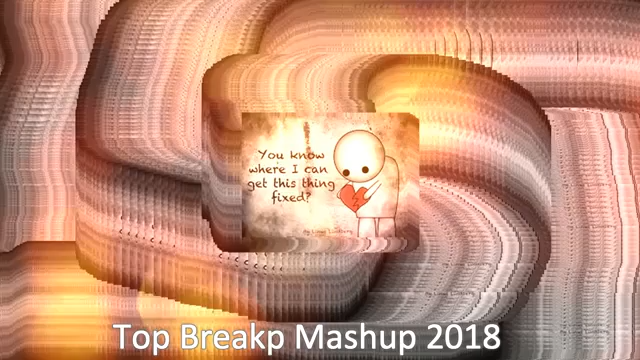 You know
where I can
get this thing
fixed?
Top Breakp Mashup 2018